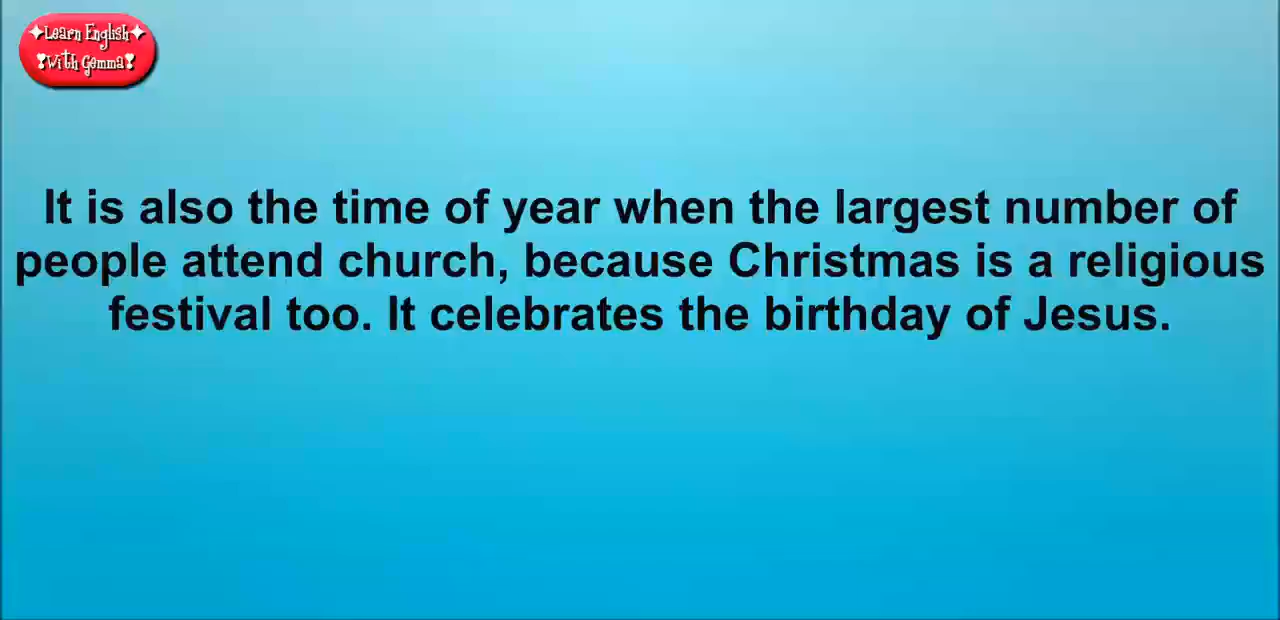 ✦Learn English✦
❣With Gemma❣
It is also the time of year when the largest number of
people attend church, because Christmas is a religious
festival too. It celebrates the birthday of Jesus.